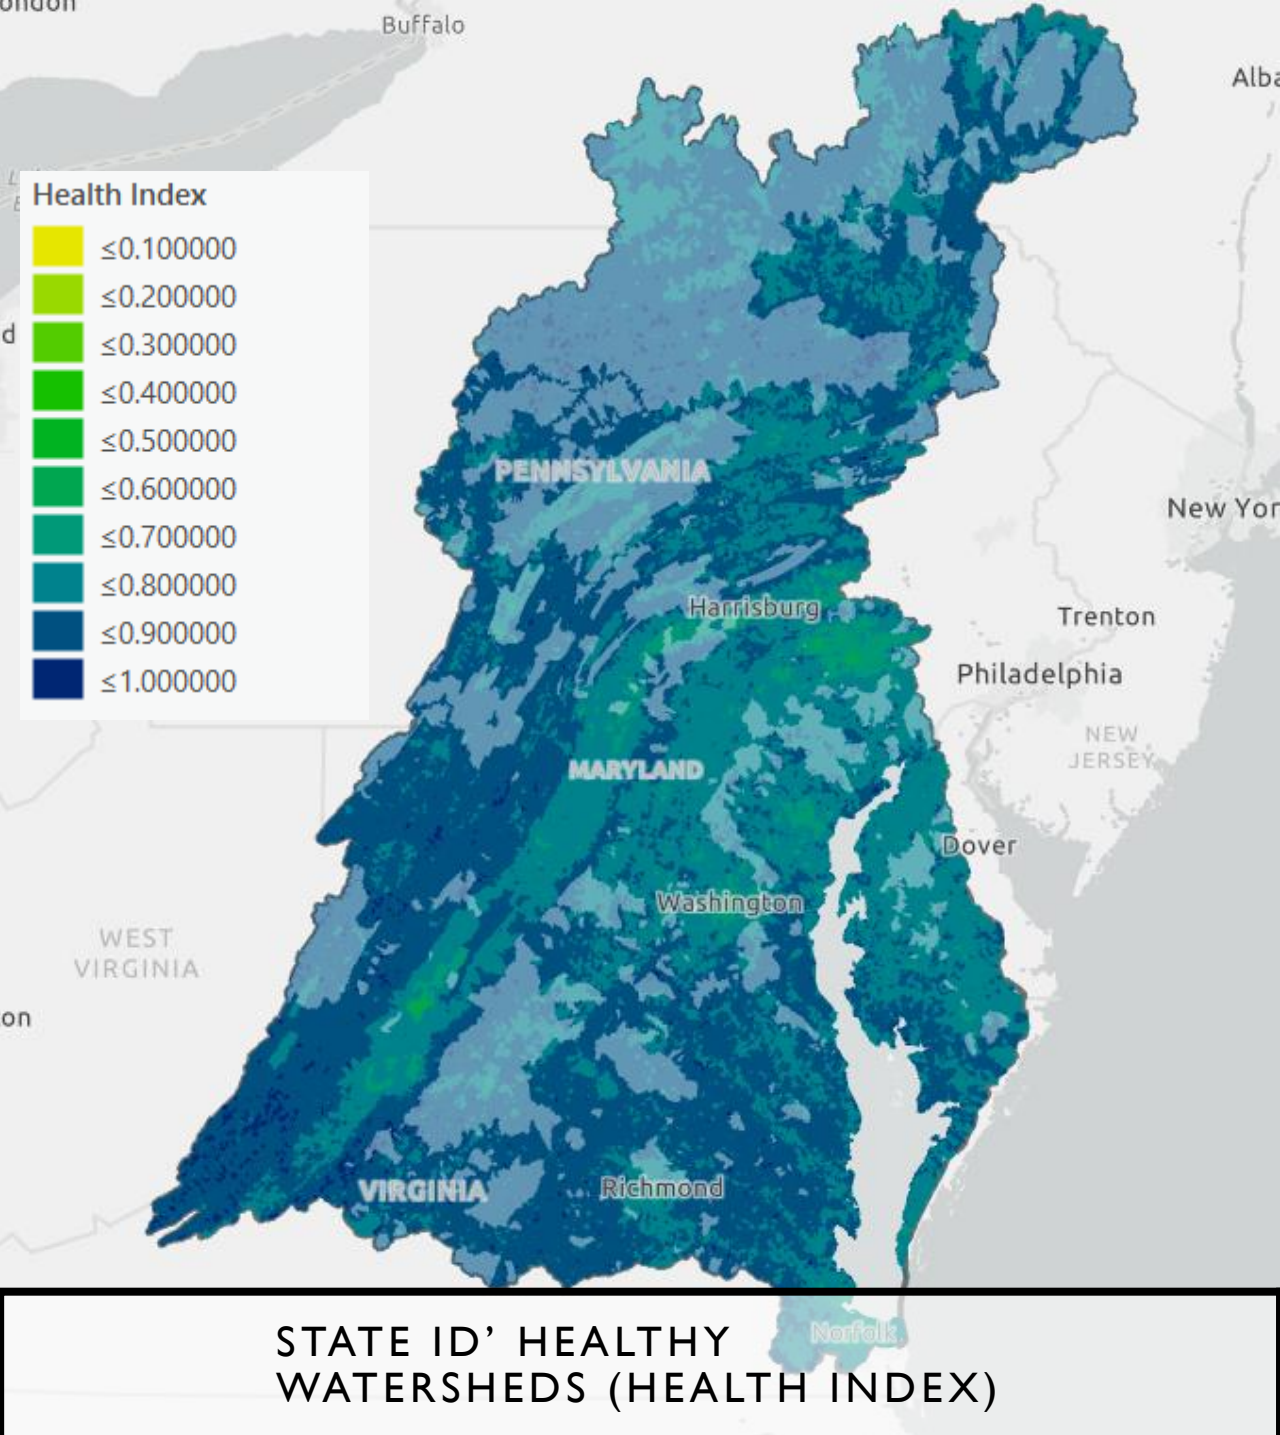 Buffalo
Health Index
≤0.100000
≤0.200000
≤0.300000
≤0.400000
≤0.500000
≤0.600000
≤0.700000
≤0.800000
≤0.900000
≤1.000000
PENNSYLVANIA
New Yor
Harrisburg
Trenton
Philadelphia
NEW
JERSEY
MARYLAND
Dover
Washington
WEST
VIRGINIA
on
VIRGINIA
Richmond
Norfolk
STATE ID’ HEALTHY
WATERSHEDS (HEALTH INDEX)